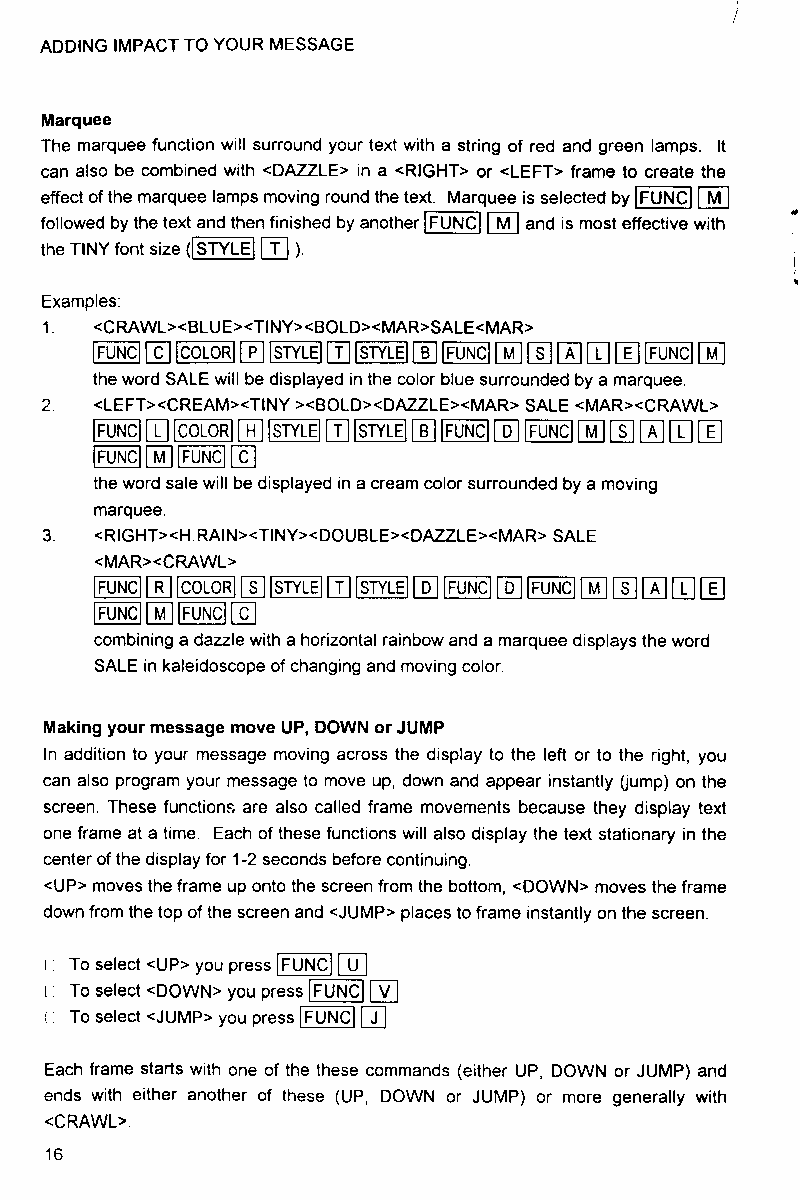 ADDING IMPACT TO YOUR MESSAGE
Marquee
The marquee function will surround your text with a string of red and green lamps. It
can also be combined with <DAZZLE> in a <RIGHT> or <LEFT> frame to create the
effect of the marquee lamps moving round the text. Marquee is selected by FUNC M
followed by the text and then finished by another FUNC M and is most effective with
the TINY font size ( STYLE T ).
Examples:
1. <CRAWL><BLUE><TINY><BOLD><MAR>SALE<MAR>
FUNC C COLOR P STYLE T STYLE B FUNC M S A L E FUNC M
the word SALE will be displayed in the color blue surrounded by a marquee.
2. <LEFT><CREAM><TINY ><BOLD><DAZZLE><MAR> SALE <MAR><CRAWL>
FUNC L COLOR H STYLE T STYLE B FUNC D FUNC M S A L E
FUNC M FUNC C
the word sale will be displayed in a cream color surrounded by a moving
marquee.
3. <RIGHT><H.RAIN><TINY><DOUBLE><DAZZLE><MAR> SALE
<MAR><CRAWL>
FUNC R COLOR S STYLE T STYLE D FUNC D FUNC M S A L E
FUNC M FUNC C
combining a dazzle with a horizontal rainbow and a marquee displays the word
SALE in kaleidoscope of changing and moving color.
Making your message move UP, DOWN or JUMP
In addition to your message moving across the display to the left or to the right, you
can also program your message to move up, down and appear instantly (jump) on the
screen. These functions are also called frame movements because they display text
one frame at a time. Each of these functions will also display the text stationary in the
center of the display for 1-2 seconds before continuing.
<UP> moves the frame up onto the screen from the bottom, <DOWN> moves the frame
down from the top of the screen and <JUMP> places to frame instantly on the screen.
To select <UP> you press FUNC U
To select <DOWN> you press FUNC V
To select <JUMP> you press FUNC J
Each frame starts with one of the these commands (either UP, DOWN or JUMP) and
ends with either another of these (UP, DOWN or JUMP) or more generally with
<CRAWL>.
16